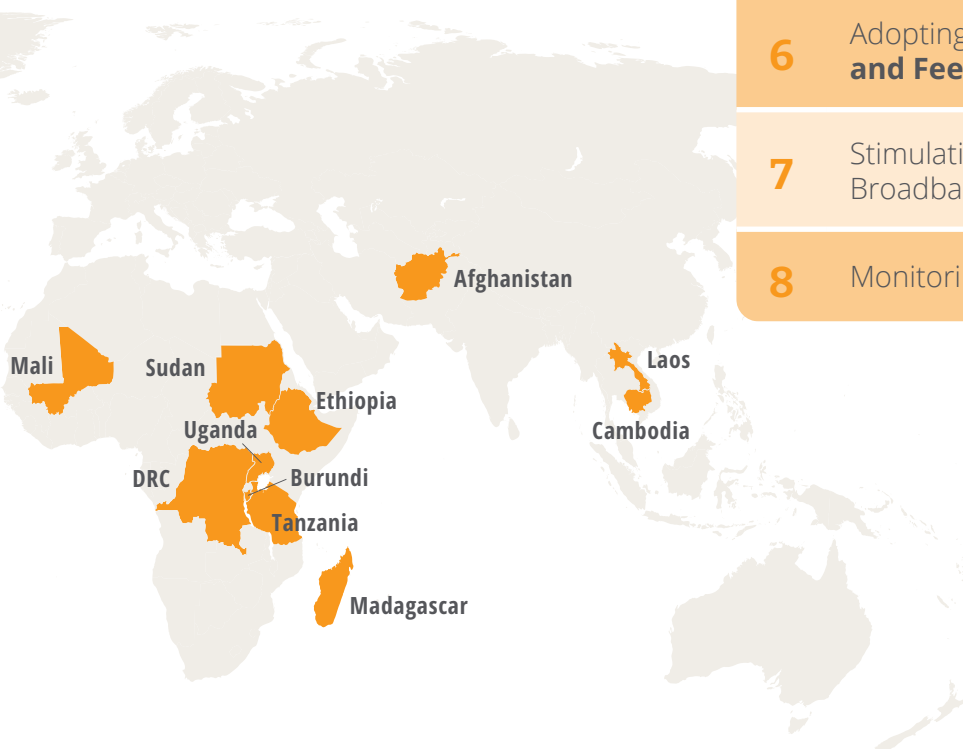 6
Adopting
and Fee
7
Stimulati
Broadba
8
Monitori
Afghanistan
Mali
Sudan
Laos
Ethiopia
Uganda
Cambodia
DRC
Burundi
Tanzania
Madagascar